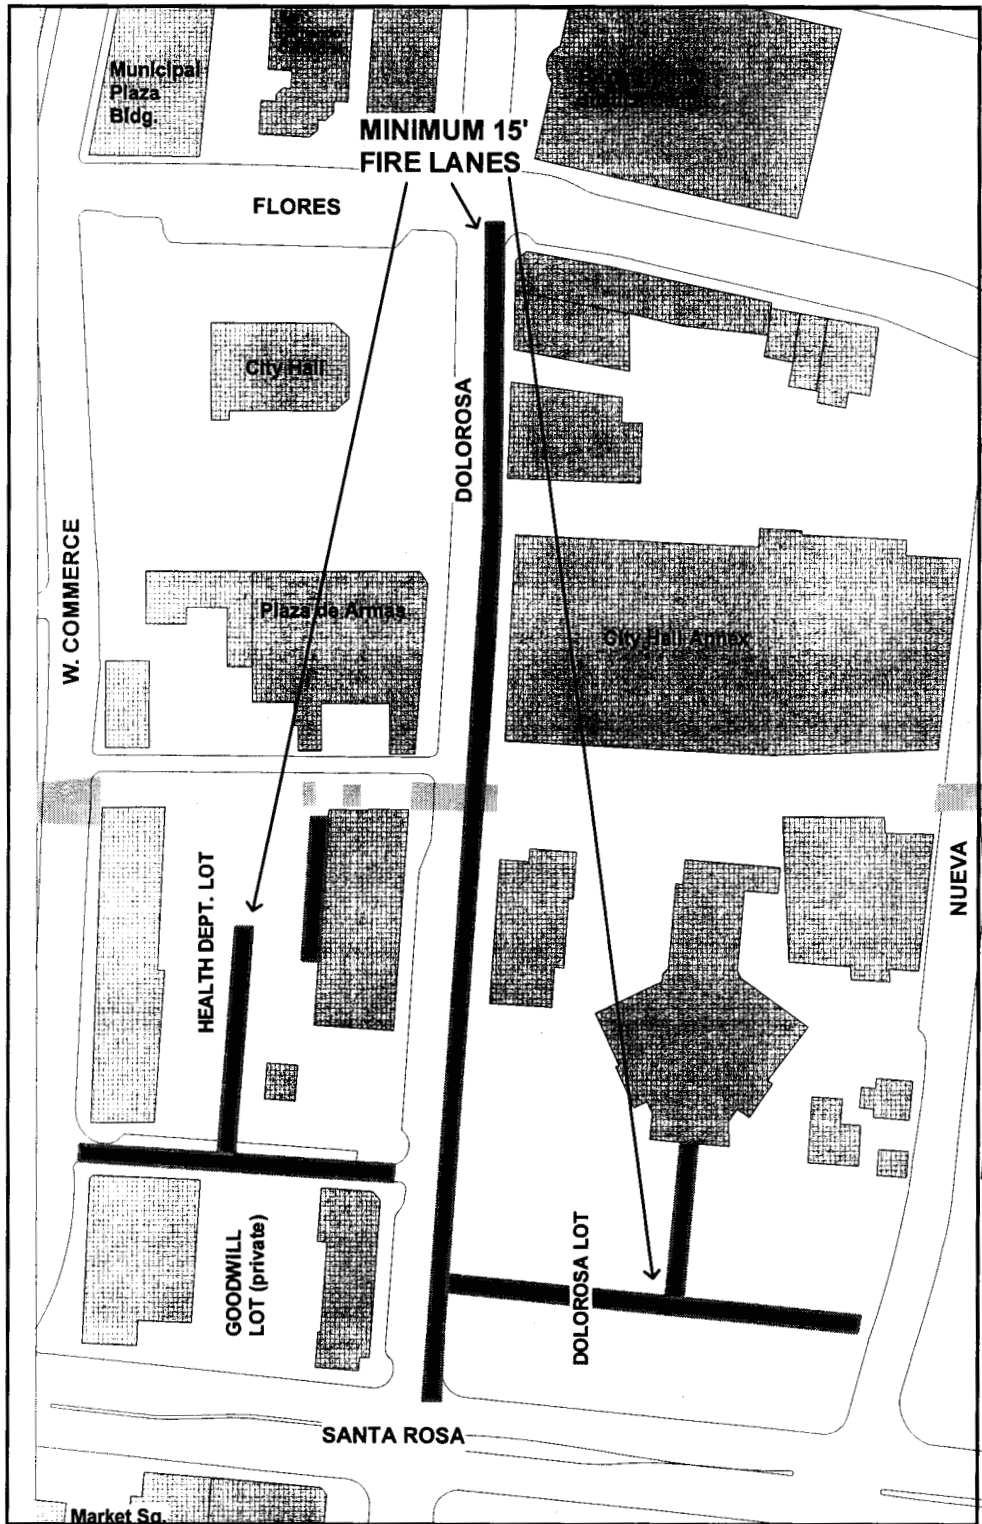 Municipal
Plaza
Bldg.
MINIMUM 15'
FIRE LANES
FLORES
City Hall
DOLOROSA
W. COMMERCE
Plaza de Armas
City Hall Annex
HEALTH DEPT. LOT
NUEVA
GOODWILL
LOT (private)
DOLOROSA LOT
SANTA ROSA
Market Sq.